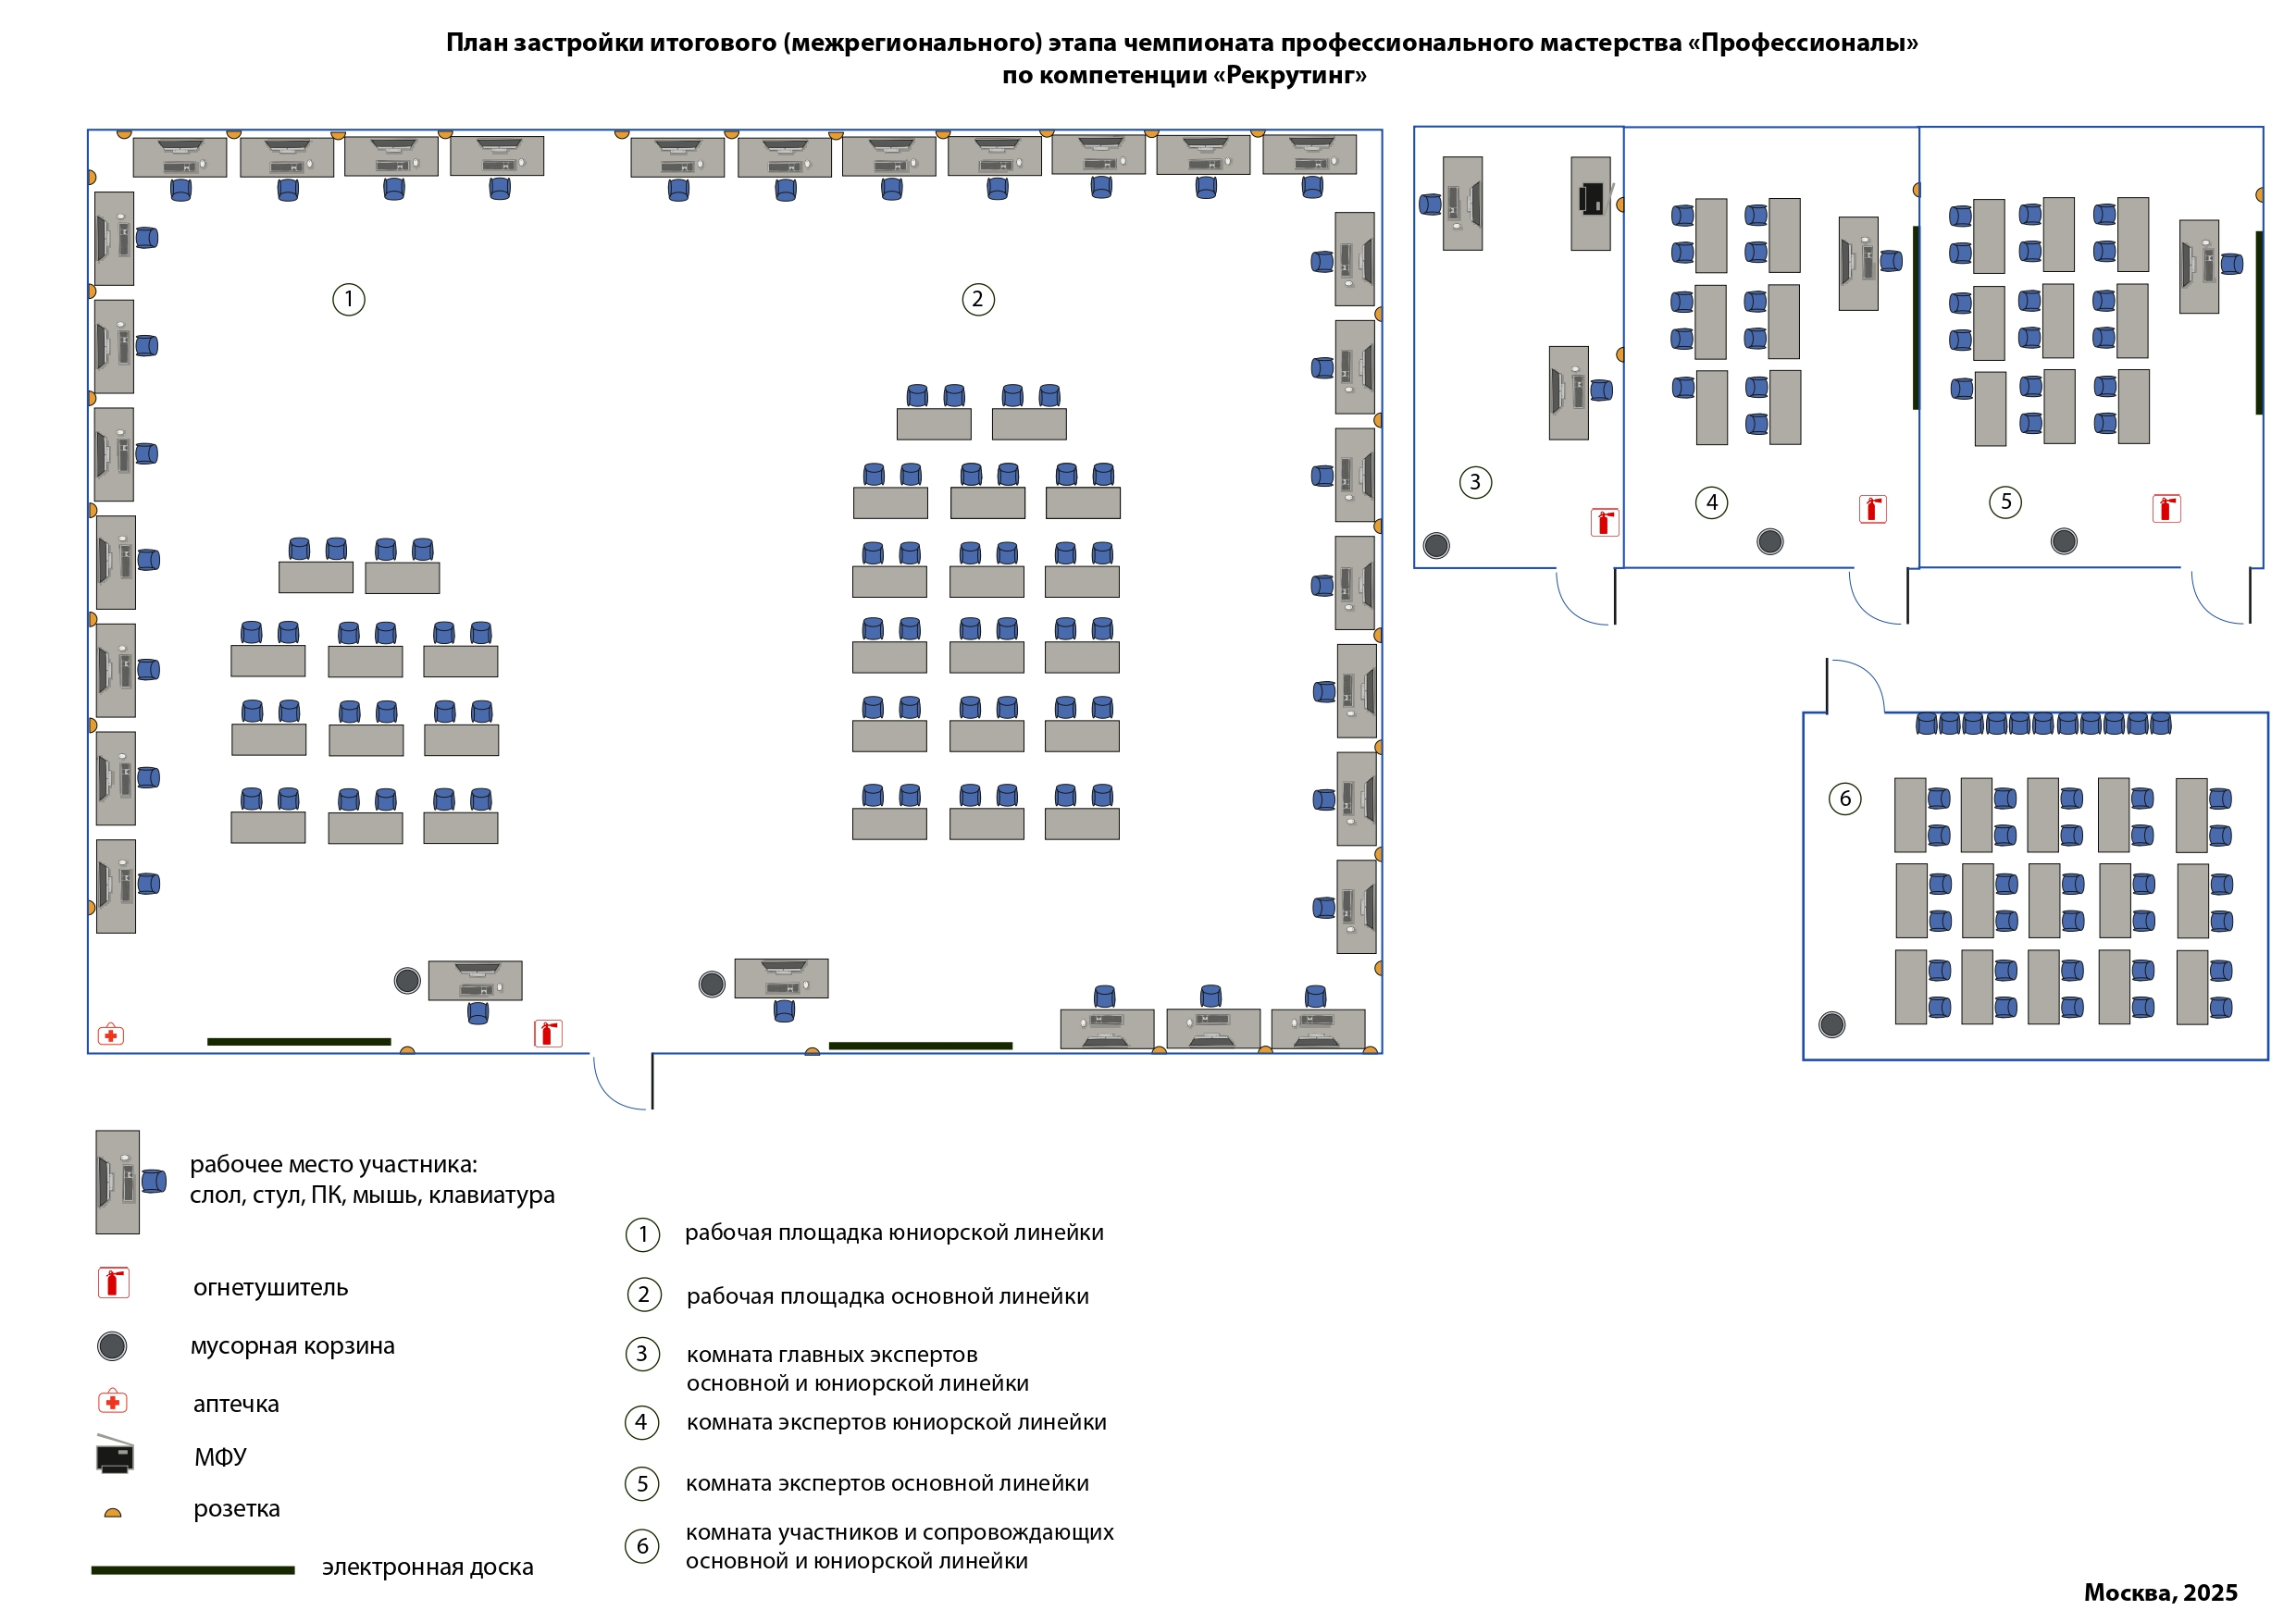 План застройки итогового (межрегионального) этапа чемпионата профессионального мастерства «Профессионалы»
по компетенции «Рекрутинг»
1
2
3
4
5
6
рабочее место участника:
слол, стул, ПК, мышь, клавиатура
огнетушитель
мусорная корзина
аптечка
МФУ
розетка
электронная доска
1 рабочая площадка юниорской линейки
2 рабочая площадка основной линейки
3 комната главных экспертов
основной и юниорской линейки
4 комната экспертов юниорской линейки
5 комната экспертов основной линейки
6 комната участников и сопровождающих
основной и юниорской линейки
Москва, 2025